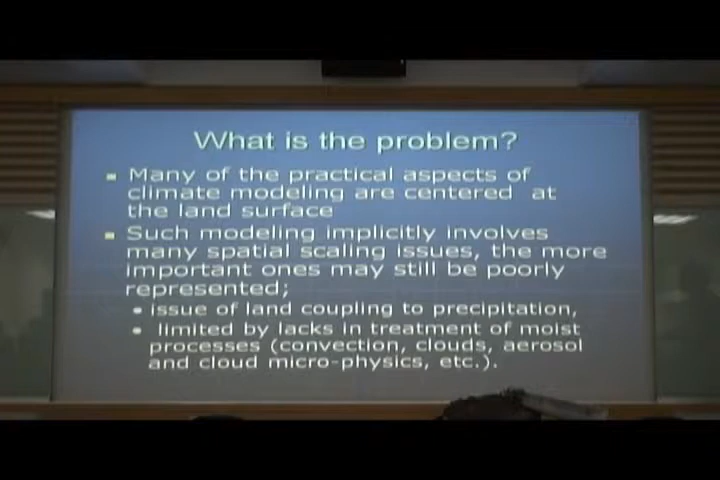 What is the problem?
Many of the practical aspects of
climate modeling are centered at
the land surface
Such modeling implicitly involves
many spatial scaling issues, the more
important ones may still be poorly
represented;
issue of land coupling to precipitation,
limited by lacks in treatment of moist
processes (convection, clouds, aerosol
and cloud micro-physics, etc.).